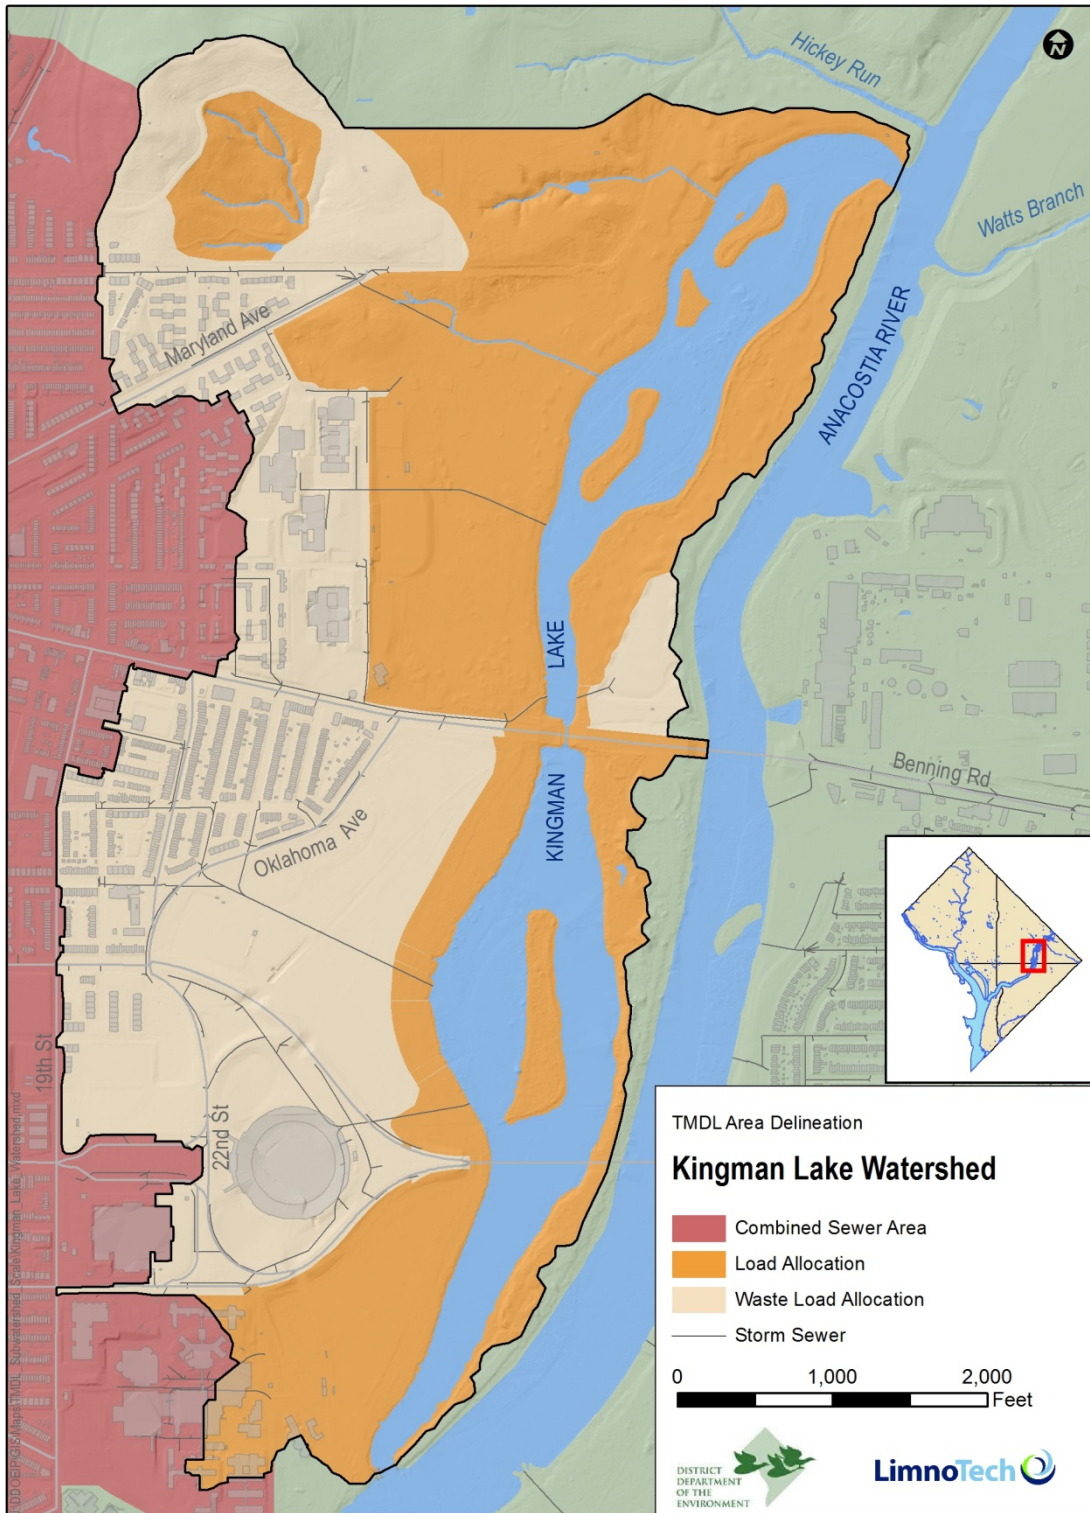 Hickey Run
N
Watts Branch
Maryland Ave
ANACOSTIA RIVER
LAKE
KINGMAN
Benning Rd
Oklahoma Ave
19th St
22nd St
TMDL Area Delineation
Kingman Lake Watershed
Combined Sewer Area
Load Allocation
Waste Load Allocation
Storm Sewer
0 1,000 2,000
Feet
DISTRICT
DEPARTMENT
OF THE
ENVIRONMENT
LimnoTech